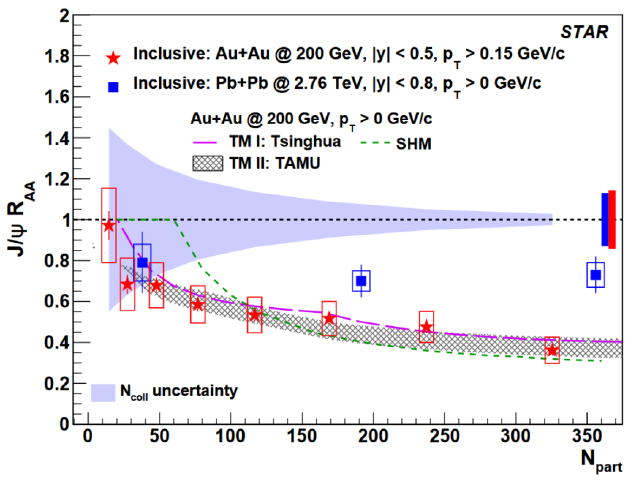 STAR
Inclusive: Au+Au @ 200 GeV, |y| < 0.5, p_T > 0.15 GeV/c
Inclusive: Pb+Pb @ 2.76 TeV, |y| < 0.8, p_T > 0 GeV/c
Au+Au @ 200 GeV, p_T > 0 GeV/c
TM I: Tsinghua
SHM
TM II: TAMU
J/ψ R_AA
2
1.8
1.6
1.4
1.2
1
0.8
0.6
0.4
0.2
0
N_coll uncertainty
0 50 100 150 200 250 300 350
N_part